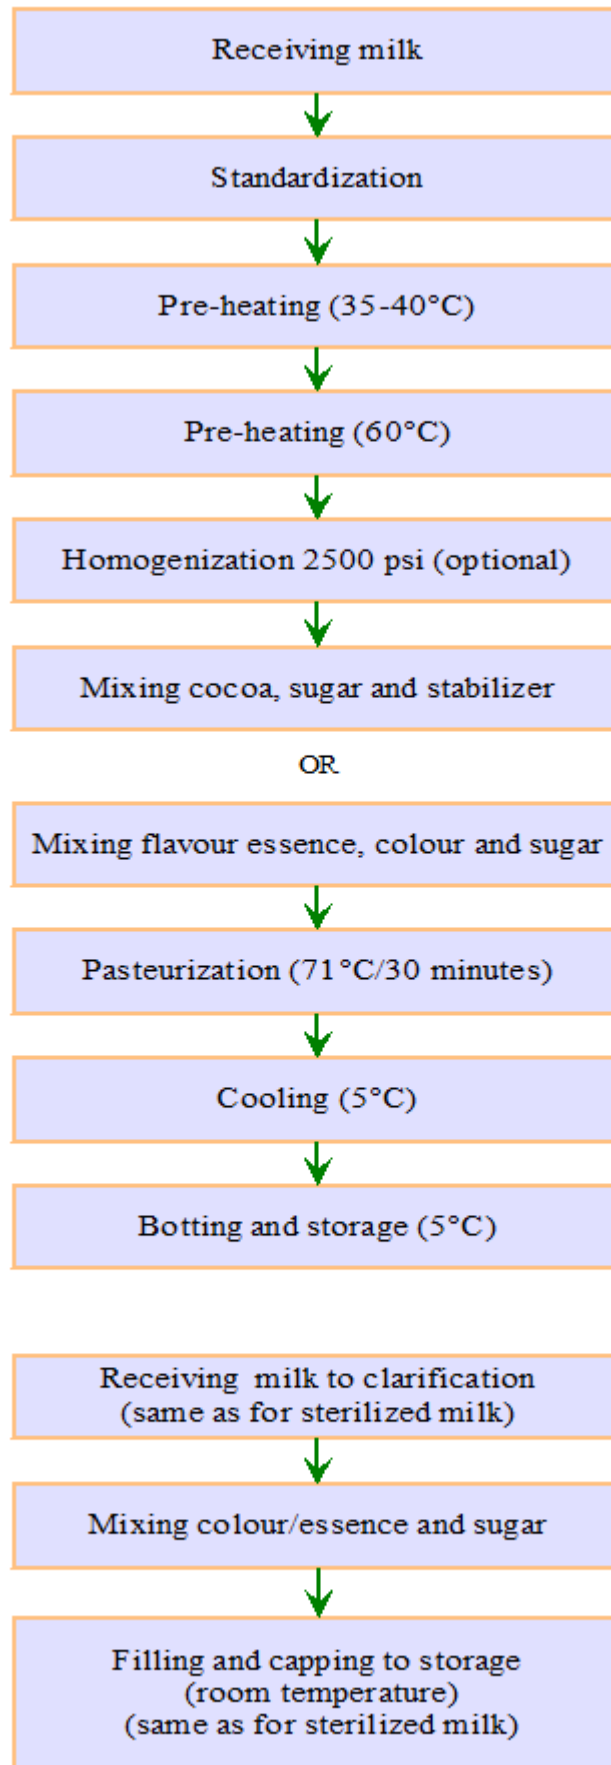 Receiving milk
Standardization
Pre-heating (35-40°C)
Pre-heating (60°C)
Homogenization 2500 psi (optional)
Mixing cocoa, sugar and stabilizer
OR
Mixing flavour essence, colour and sugar
Pasteurization (71°C/30 minutes)
Cooling (5°C)
Botting and storage (5°C)
Receiving milk to clarification
(same as for sterilized milk)
Mixing colour/essence and sugar
Filling and capping to storage
(room temperature)
(same as for sterilized milk)